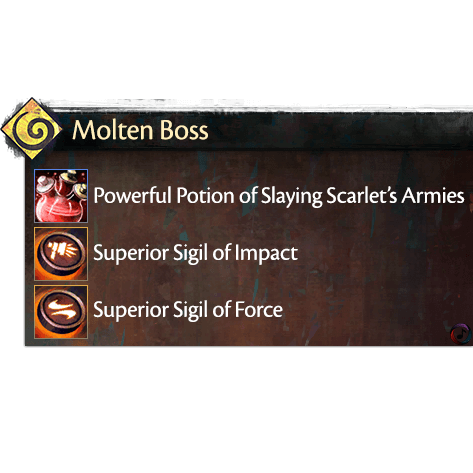 Molten Boss
Powerful Potion of Slaying Scarlet's Armies
Superior Sigil of Impact
Superior Sigil of Force